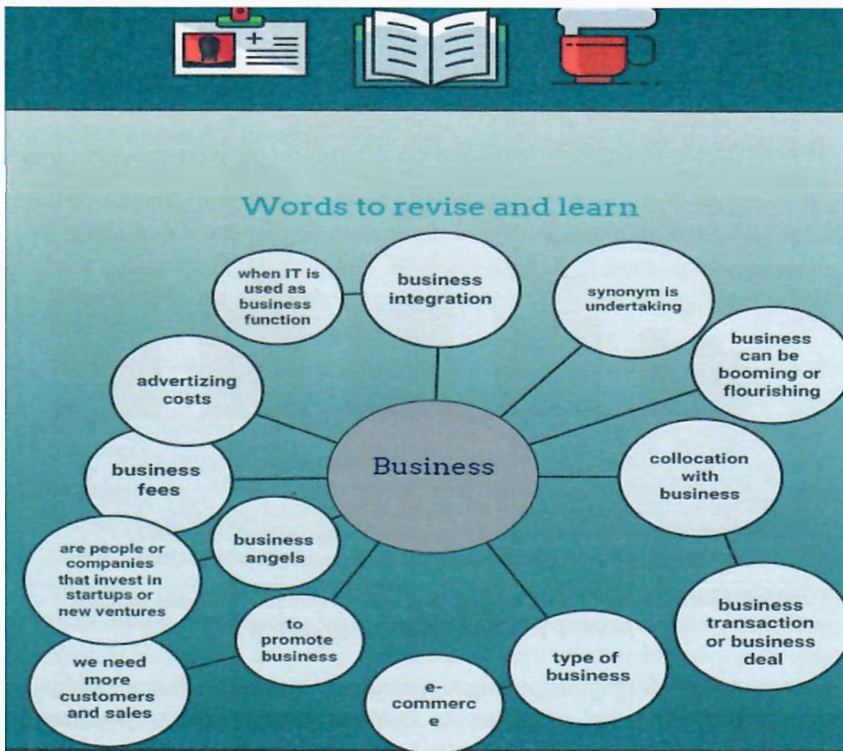 Words to revise and learn
when IT is
used as
business
function
business
integration
synonym is
undertaking
business
can be
booming or
flourishing
advertizing
costs
Business
collocation
with
business
business
fees
business
angels
are people or
companies
that invest in
startups or
new ventures
to
promote
business
we need
more
customers
and sales
type of
business
e-
commerc
e
business
transaction
or business
deal